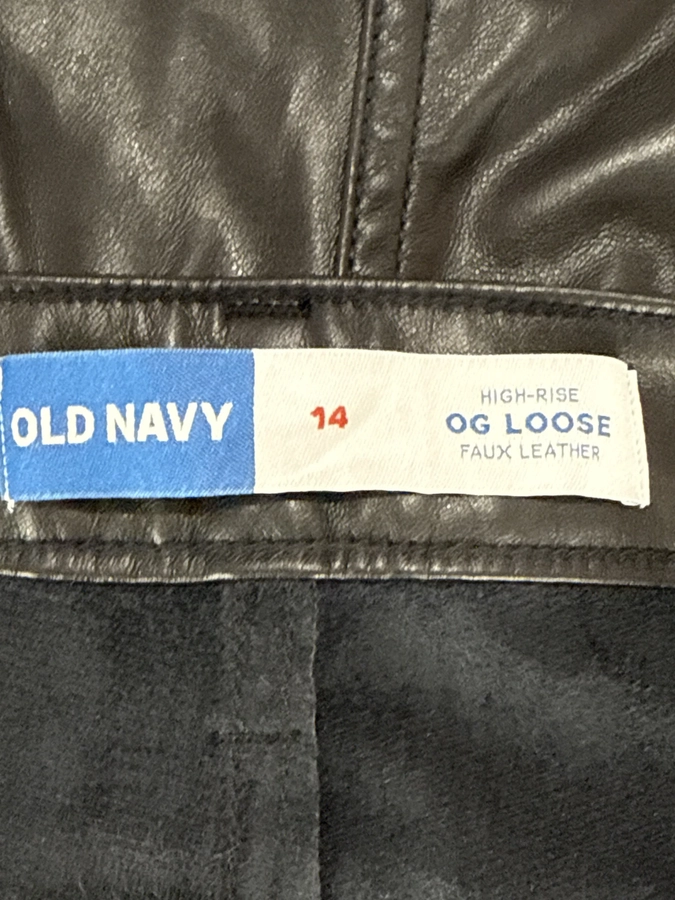 OLD NAVY
14
HIGH-RISE
OG LOOSE
FAUX LEATHER